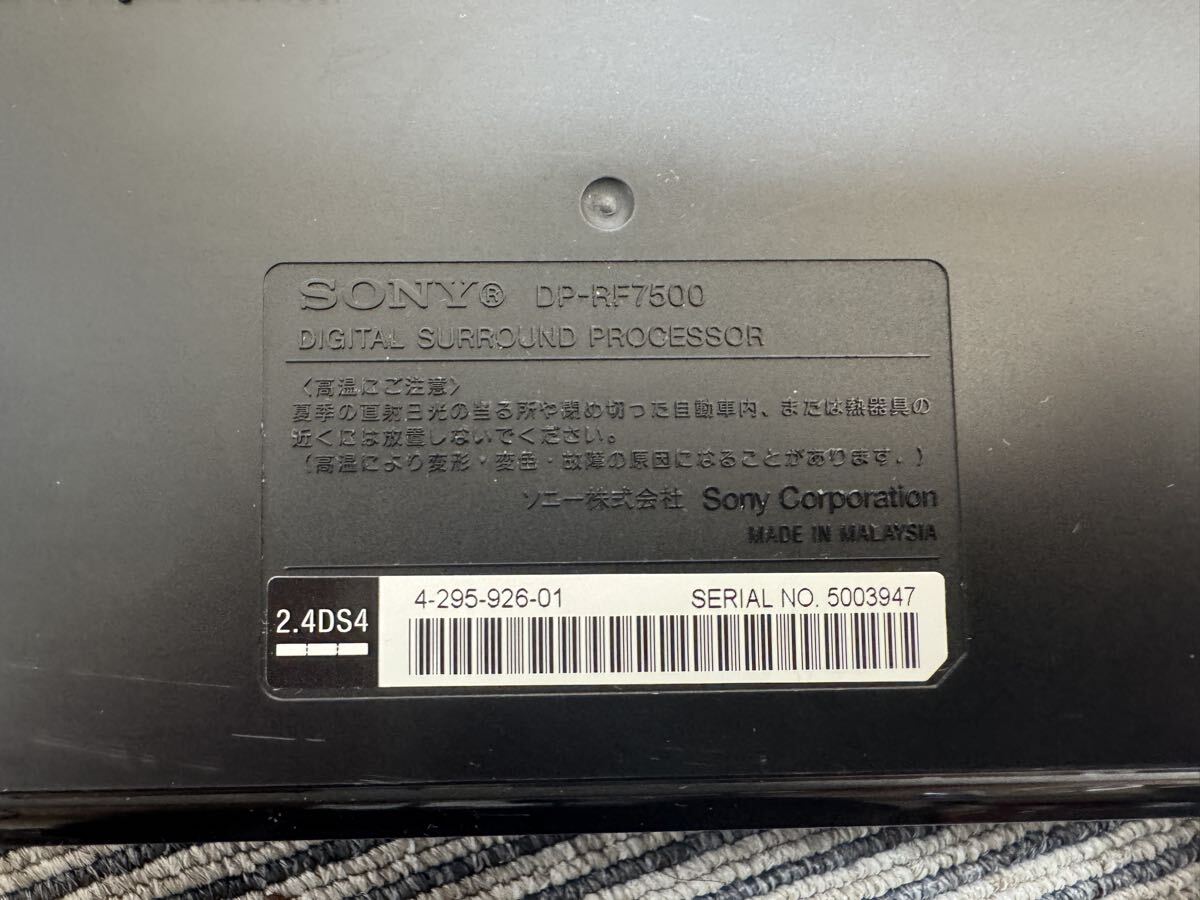 SONY® DP-RF7500
DIGITAL SURROUND PROCESSOR
〈高温にご注意〉
夏季の直射日光の当る所や閉め切った自動車内、または熱器具の
近くには放置しないでください。
(高温により変形・変色・故障の原因になることがあります。)
ソニー株式会社 Sony Corporation
MADE IN MALAYSIA
2.4DS4
4-295-926-01 SERIAL NO. 5003947